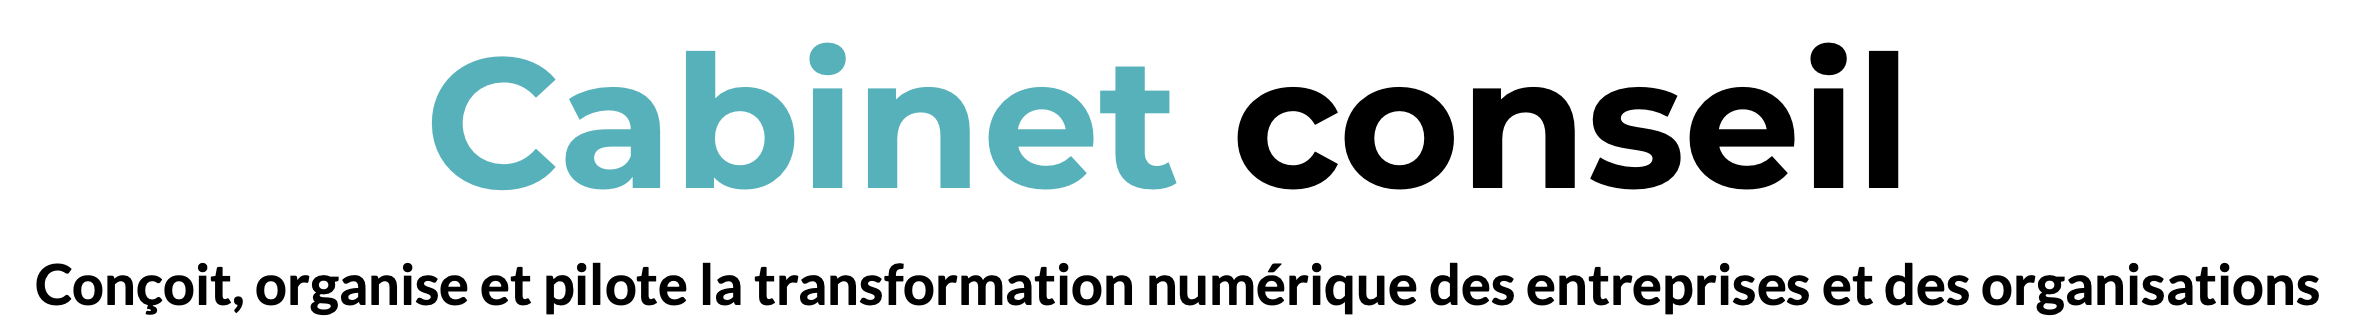 Cabinet conseil
Conçoit, organise et pilote la transformation numérique des entreprises et des organisations